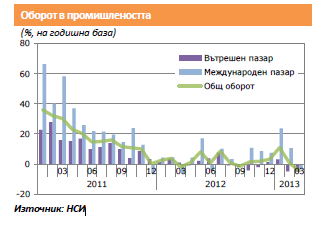 Оборот в промишлеността
(%, на годишна база)
80
60
40
20
0
-20
Вътрешен пазар
Международен пазар
Общ оборот
03 06 09 12 03 06 09 12 03
2011 2012 2013
Източник: НСИ